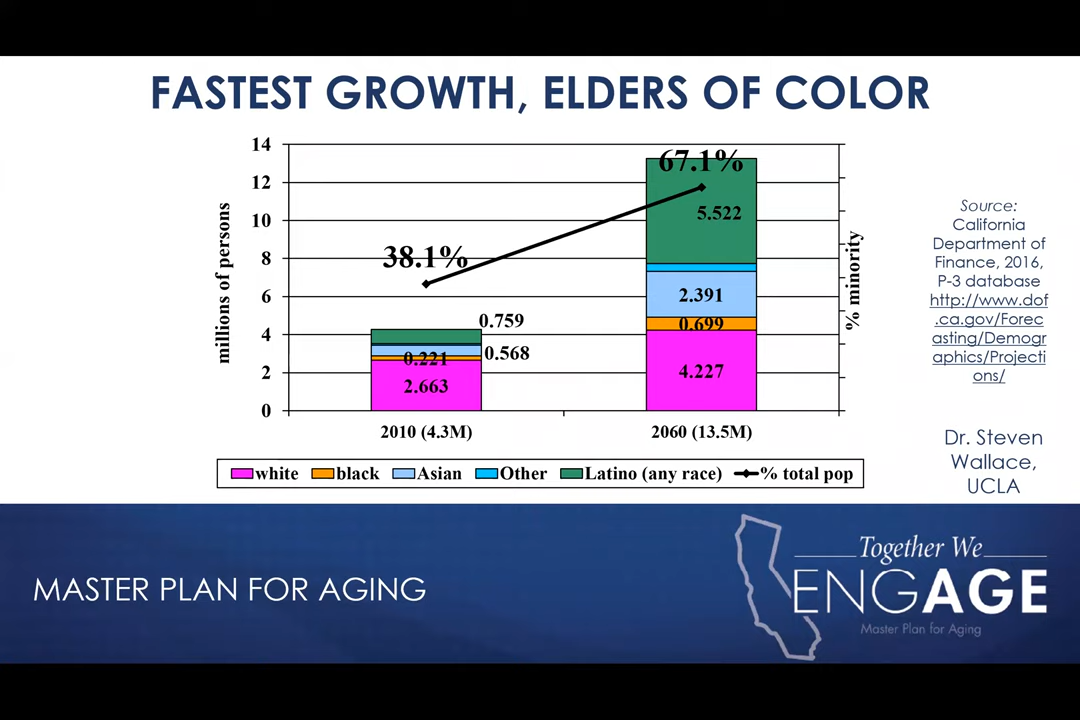 FASTEST GROWTH, ELDERS OF COLOR
14
12
10
8
6
4
2
0
millions of persons
38.1%
67.1%
0.759
0.568
0.221
2.663
5.522
2.391
0.699
4.227
% minority
2010 (4.3M)
2060 (13.5M)
white
black
Asian
Other
Latino (any race)
% total pop
Source:
California
Department of
Finance, 2016,
P-3 database
http://www.dof
.ca.gov/Forec
asting/Demogr
aphics/Projecti
ons/
Dr. Steven
Wallace,
UCLA
MASTER PLAN FOR AGING
Together We
ENGAGE
Master Plan for Aging